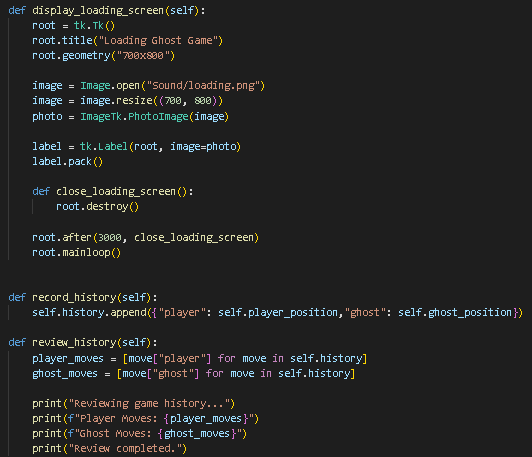 def display_loading_screen(self):
    root = tk.Tk()
    root.title("Loading Ghost Game")
    root.geometry("700x800")
    image = Image.open("Sound/loading.png")
    image = image.resize((700, 800))
    photo = ImageTk.PhotoImage(image)
    label = tk.Label(root, image=photo)
    label.pack()
    def close_loading_screen():
        root.destroy()
    root.after(3000, close_loading_screen)
    root.mainloop()
def record_history(self):
    self.history.append({"player": self.player_position,"ghost": self.ghost_position})
def review_history(self):
    player_moves = [move["player"] for move in self.history]
    ghost_moves = [move["ghost"] for move in self.history]
    print("Reviewing game history...")
    print(f"Player Moves: {player_moves}")
    print(f"Ghost Moves: {ghost_moves}")
    print("Review completed.")